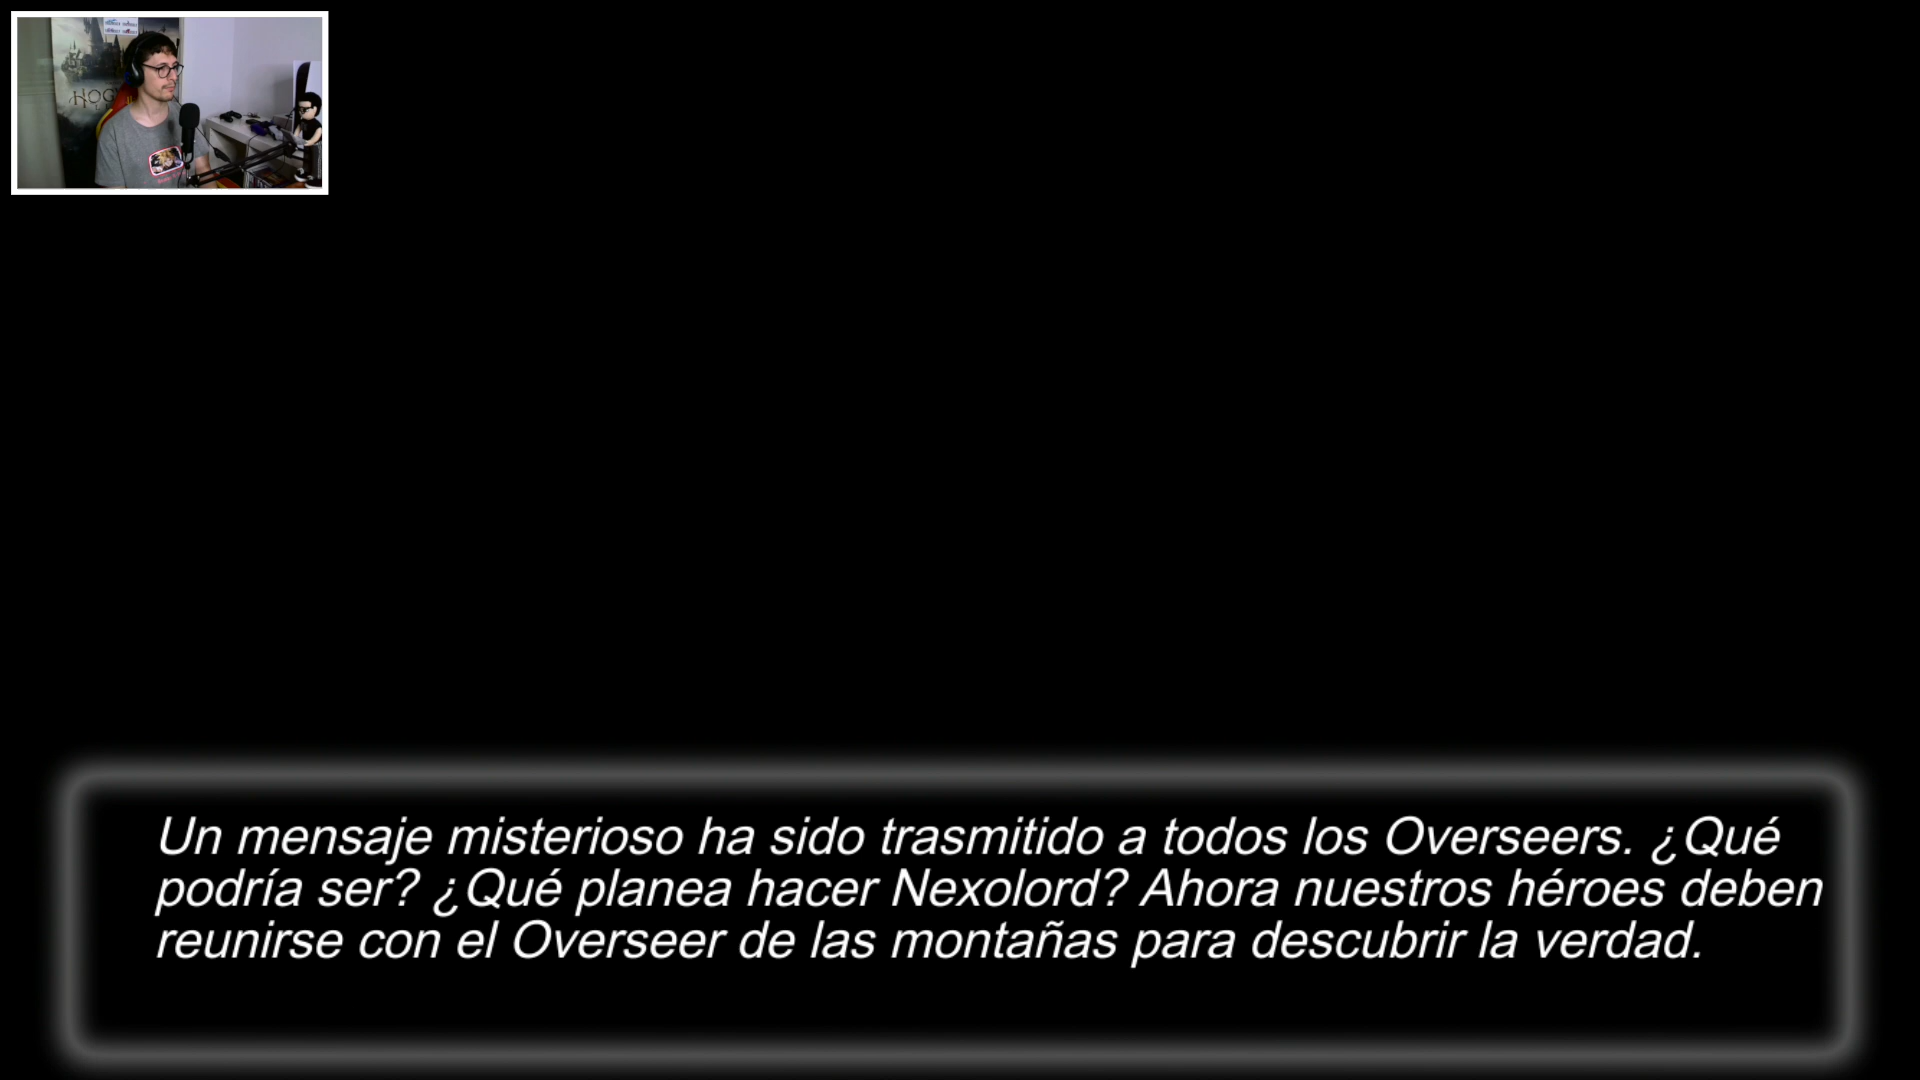 HOG
Un mensaje misterioso ha sido trasmitido a todos los Overseers. ¿Qué
podría ser? ¿Qué planea hacer Nexolord? Ahora nuestros héroes deben
reunirse con el Overseer de las montañas para descubrir la verdad.